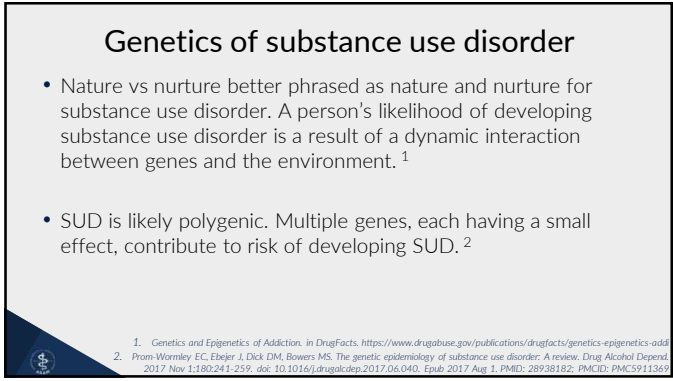 Genetics of substance use disorder
• Nature vs nurture better phrased as nature and nurture for
substance use disorder. A person's likelihood of developing
substance use disorder is a result of a dynamic interaction
between genes and the environment. 1
• SUD is likely polygenic. Multiple genes, each having a small
effect, contribute to risk of developing SUD. 2
1. Genetics and Epigenetics of Addiction. in DrugFacts. https://www.drugabuse.gov/publications/drugfacts/genetics-epigenetics-addi
2. Prom-Wormley EC, Ebejer J, Dick DM, Bowers MS. The genetic epidemiology of substance use disorder: A review. Drug Alcohol Depend.
2017 Nov 1;180:241-259. doi: 10.1016/j.drugalcdep.2017.06.040. Epub 2017 Aug 1. PMID: 28938182; PMCID: PMC5911369